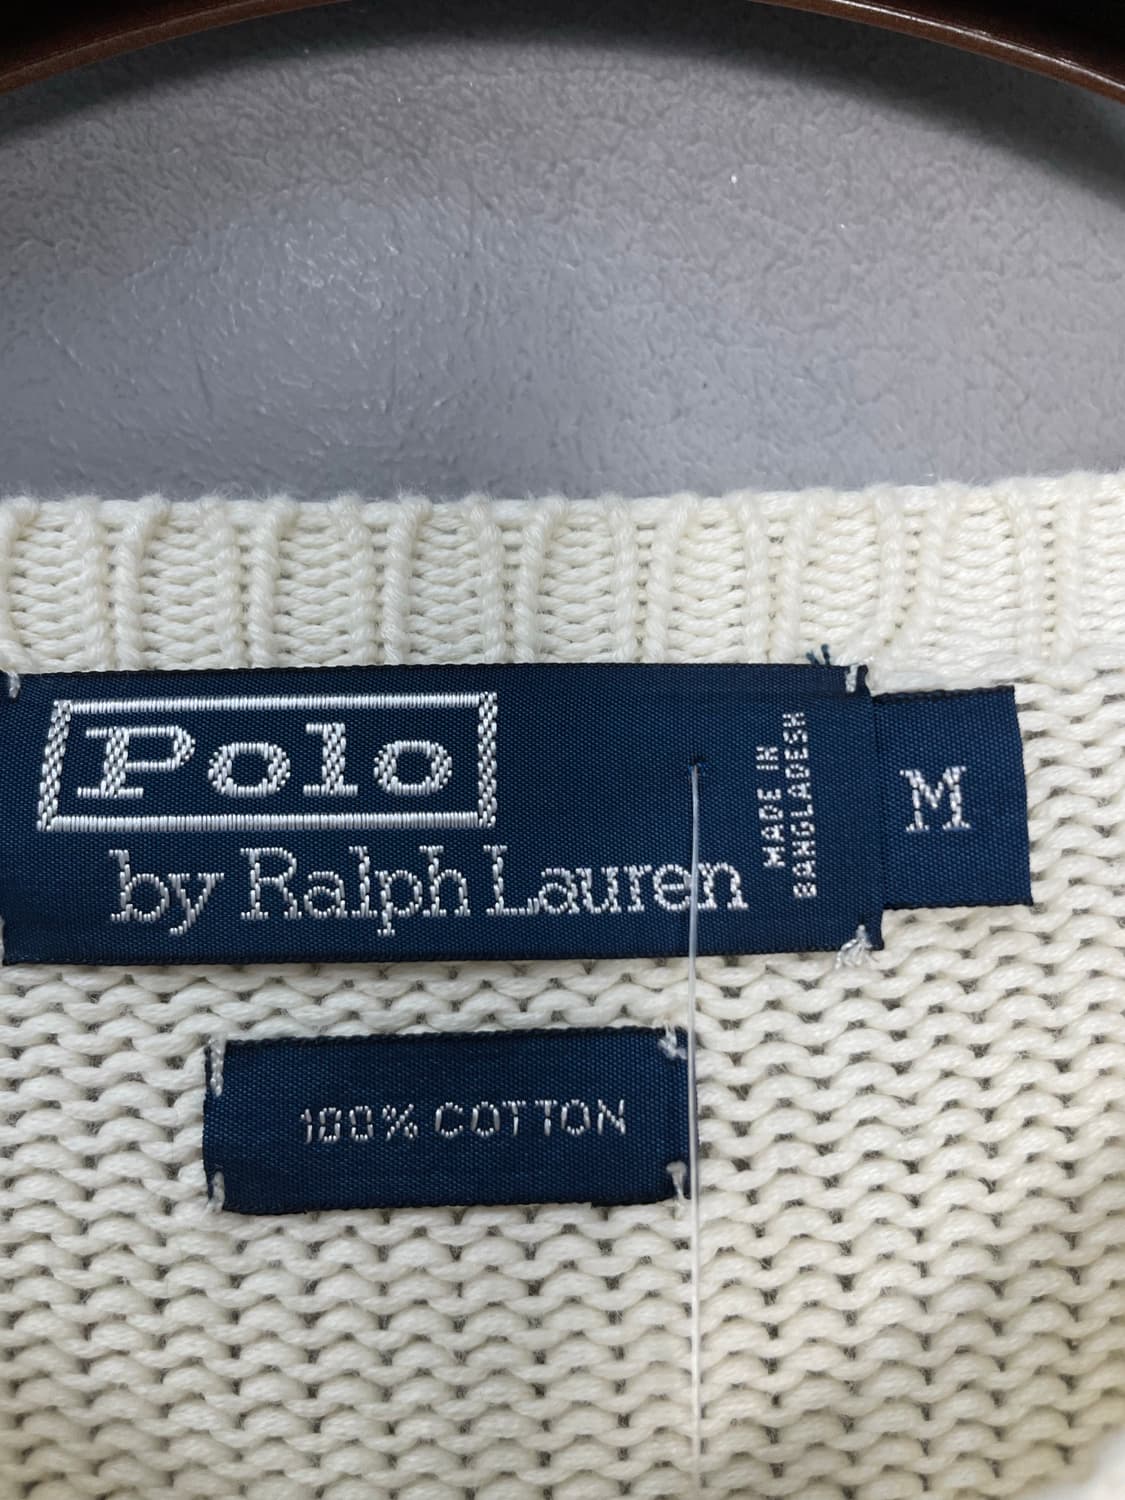 Polo
by Ralph Lauren
MADE IN
BANGLADESH
M
100% COTTON